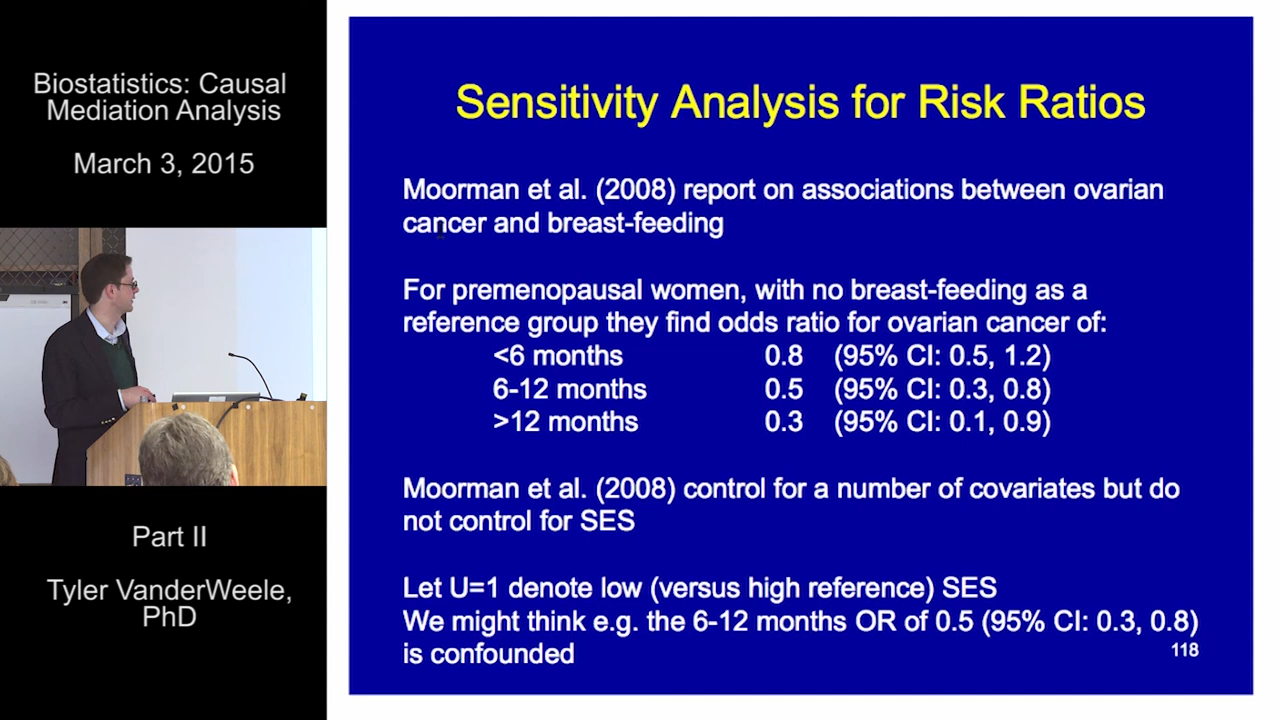 Biostatistics: Causal
Mediation Analysis
March 3, 2015
Part II
Tyler VanderWeele,
PhD
Sensitivity Analysis for Risk Ratios
Moorman et al. (2008) report on associations between ovarian
cancer and breast-feeding
For premenopausal women, with no breast-feeding as a
reference group they find odds ratio for ovarian cancer of:
<6 months 0.8 (95% CI: 0.5, 1.2)
6-12 months 0.5 (95% CI: 0.3, 0.8)
>12 months 0.3 (95% CI: 0.1, 0.9)
Moorman et al. (2008) control for a number of covariates but do
not control for SES
Let U=1 denote low (versus high reference) SES
We might think e.g. the 6-12 months OR of 0.5 (95% CI: 0.3, 0.8)
is confounded
118